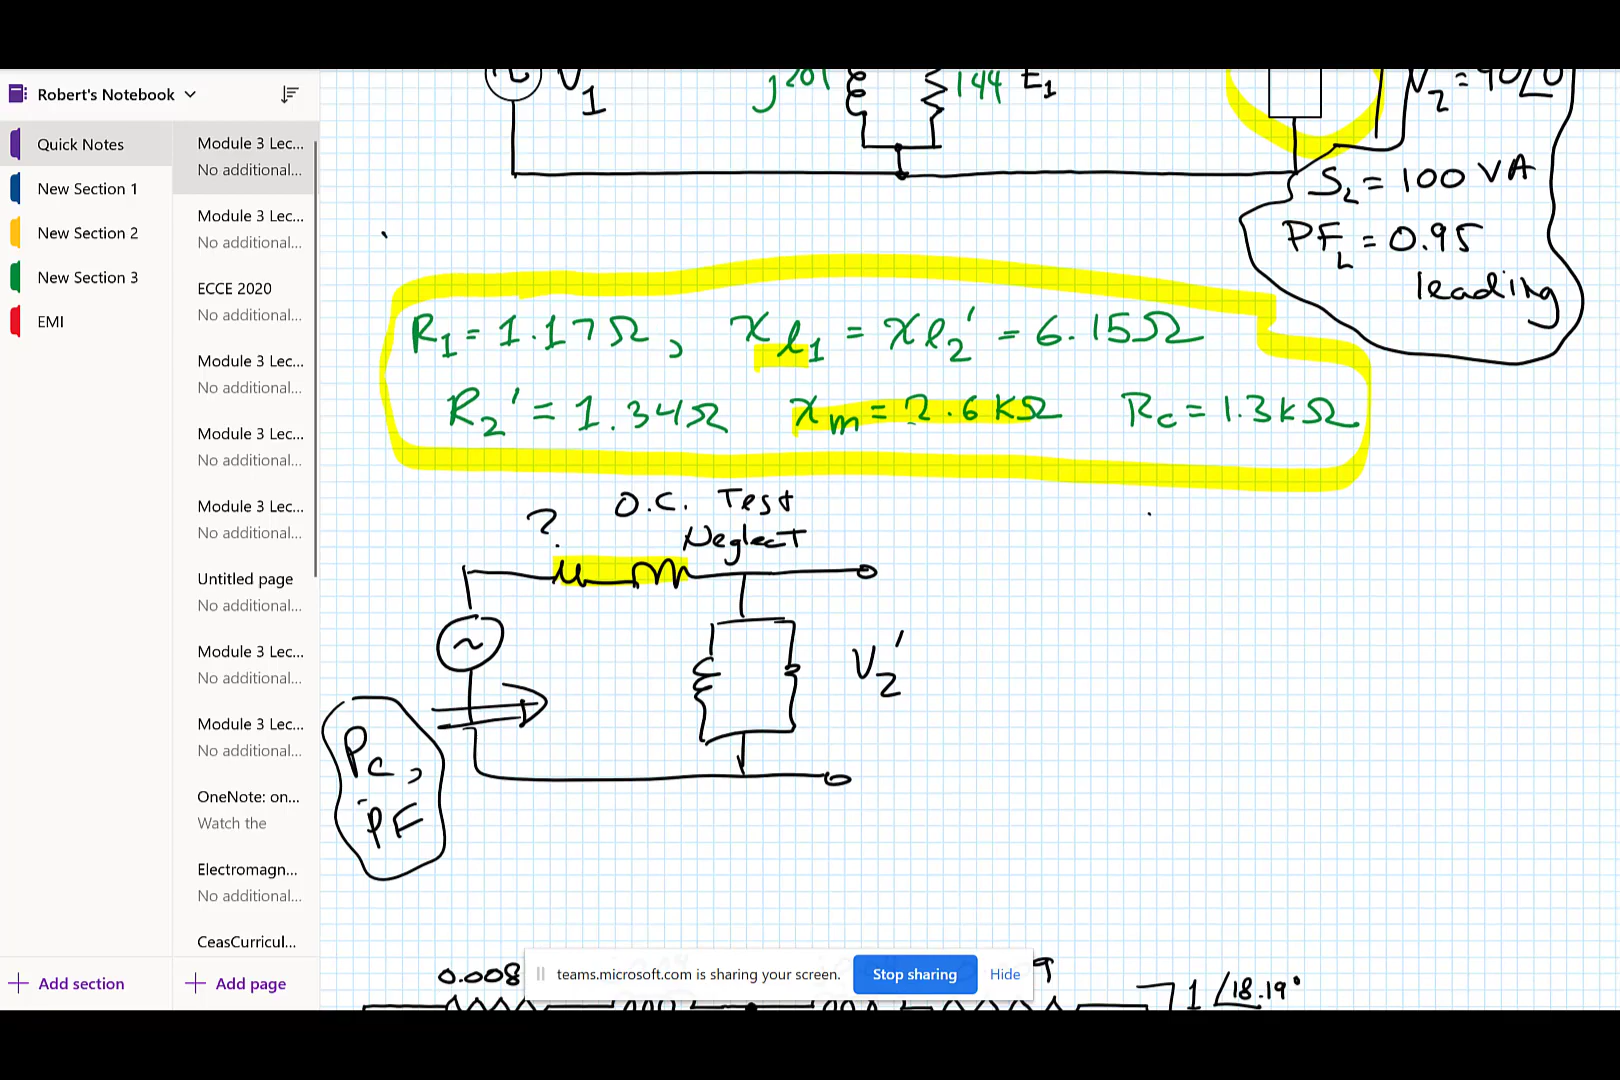 Robert's Notebook
Quick Notes
New Section 1
New Section 2
New Section 3
EMI
Add section
Module 3 Lec...
No additional...
Module 3 Lec...
No additional...
ECCE 2020
No additional...
Module 3 Lec...
No additional...
Module 3 Lec...
No additional...
Module 3 Lec...
No additional...
Untitled page
No additional...
Module 3 Lec...
No additional...
Module 3 Lec...
No additional...
OneNote: on...
Watch the
Electromagn...
No additional...
CeasCurricul...
Add page
V1
j201
144 E1
S_L = 100 VA
PF_L = 0.95
leading
R1 = 1.17Ω, xℓ1 = xℓ2' = 6.15Ω
R2' = 1.34Ω xm = 2.6 kΩ Rc = 1.3kΩ
? O.C. Test
Neglect
V2'
Pc,
PF
0.008
teams.microsoft.com is sharing your screen. Stop sharing Hide
1/18.19°